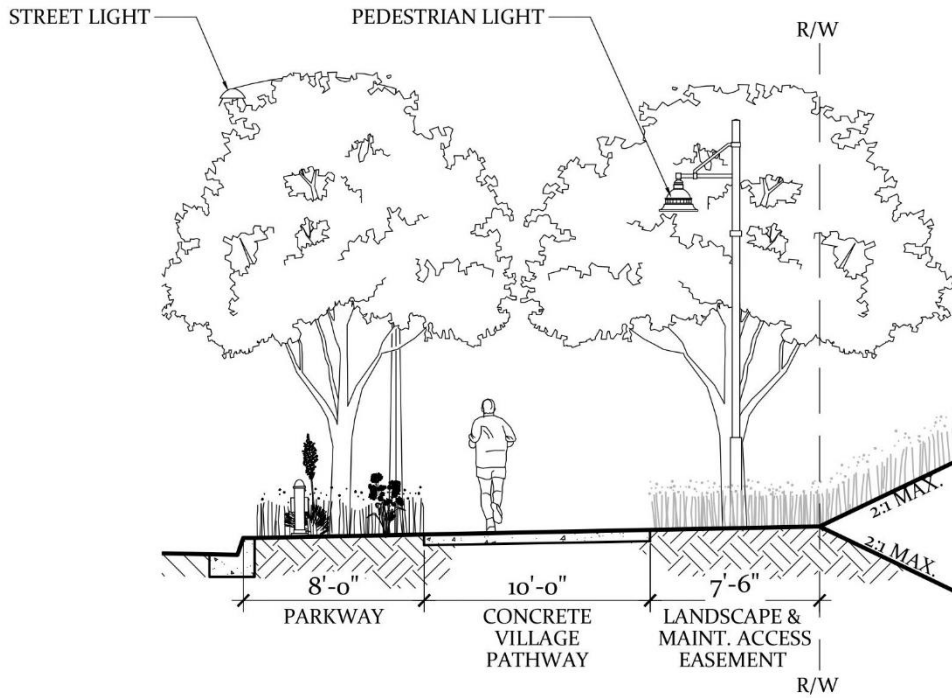 STREET LIGHT
PEDESTRIAN LIGHT
R/W
2:1 MAX.
2:1 MAX.
8'-0"
PARKWAY
10'-0"
CONCRETE
VILLAGE
PATHWAY
7'-6"
LANDSCAPE &
MAINT. ACCESS
EASEMENT
R/W